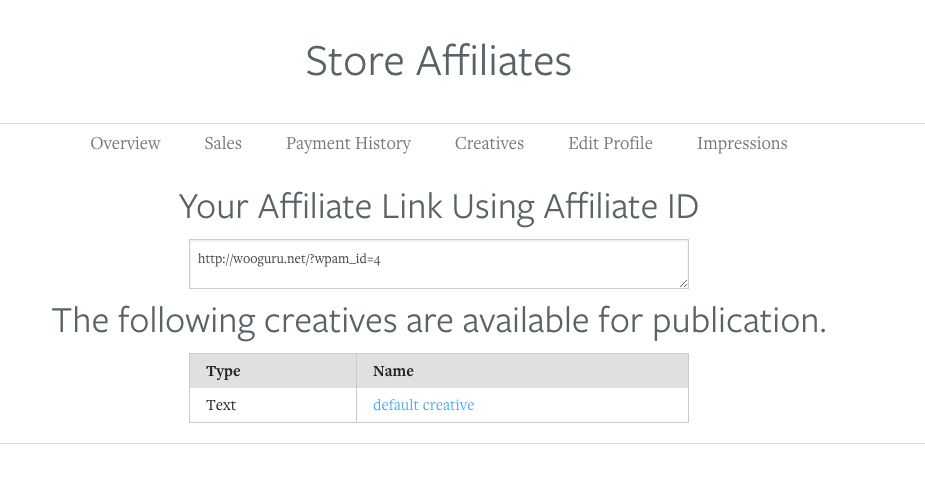 Store Affiliates
Overview Sales Payment History Creatives Edit Profile Impressions
Your Affiliate Link Using Affiliate ID
http://wooguru.net/?wpam_id=4
The following creatives are available for publication.
Type Name
Text default creative